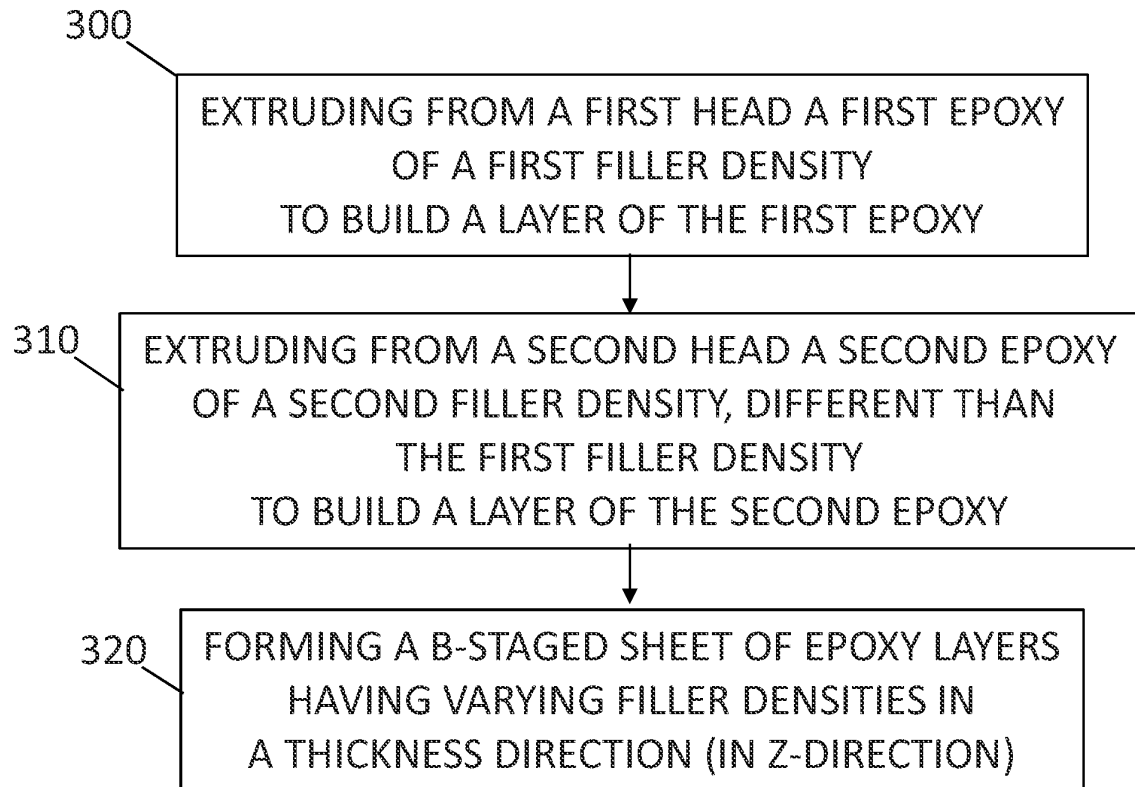 300
EXTRUDING FROM A FIRST HEAD A FIRST EPOXY
OF A FIRST FILLER DENSITY
TO BUILD A LAYER OF THE FIRST EPOXY
310
EXTRUDING FROM A SECOND HEAD A SECOND EPOXY
OF A SECOND FILLER DENSITY, DIFFERENT THAN
THE FIRST FILLER DENSITY
TO BUILD A LAYER OF THE SECOND EPOXY
320
FORMING A B-STAGED SHEET OF EPOXY LAYERS
HAVING VARYING FILLER DENSITIES IN
A THICKNESS DIRECTION (IN Z-DIRECTION)